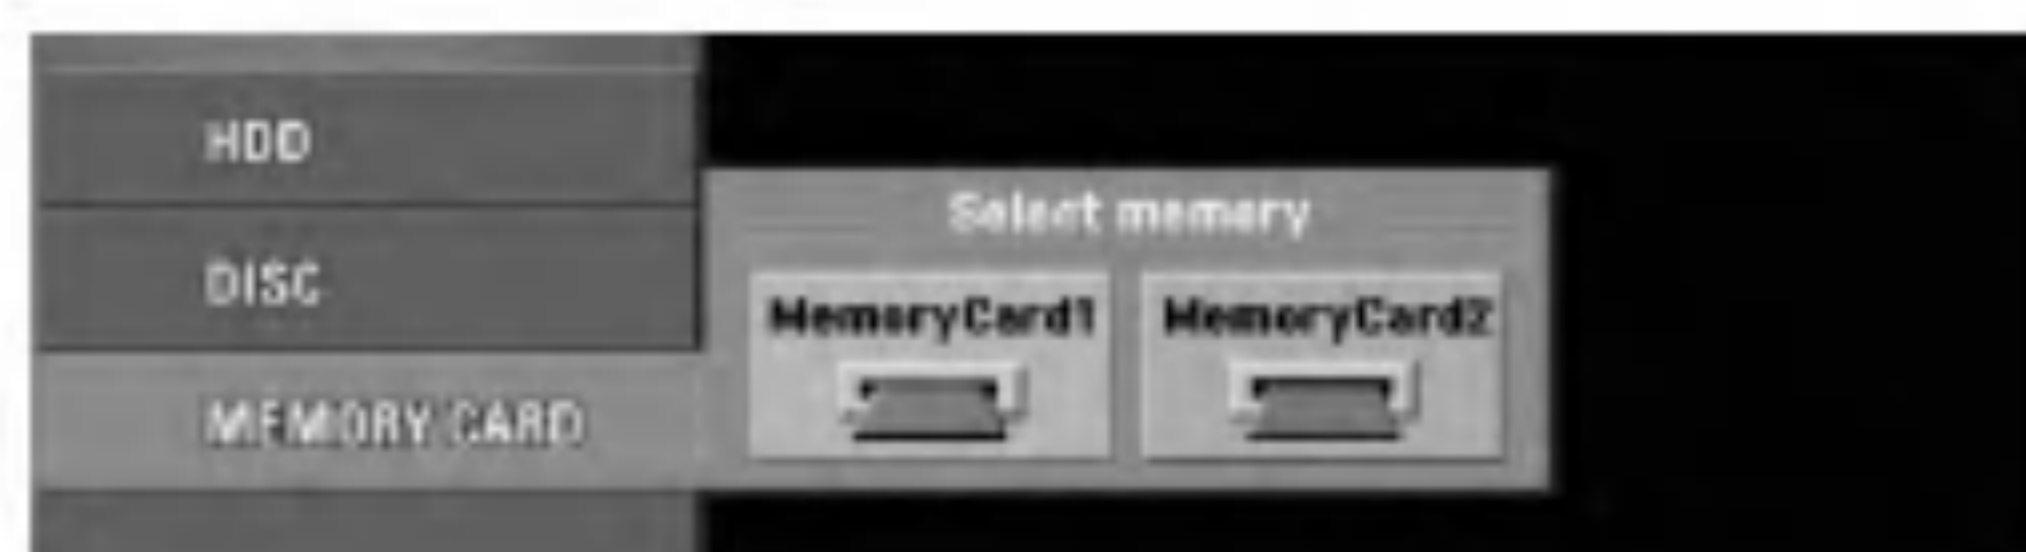 HDD
DISC
MEMORY CARD
Select memory
MemoryCard1
MemoryCard2